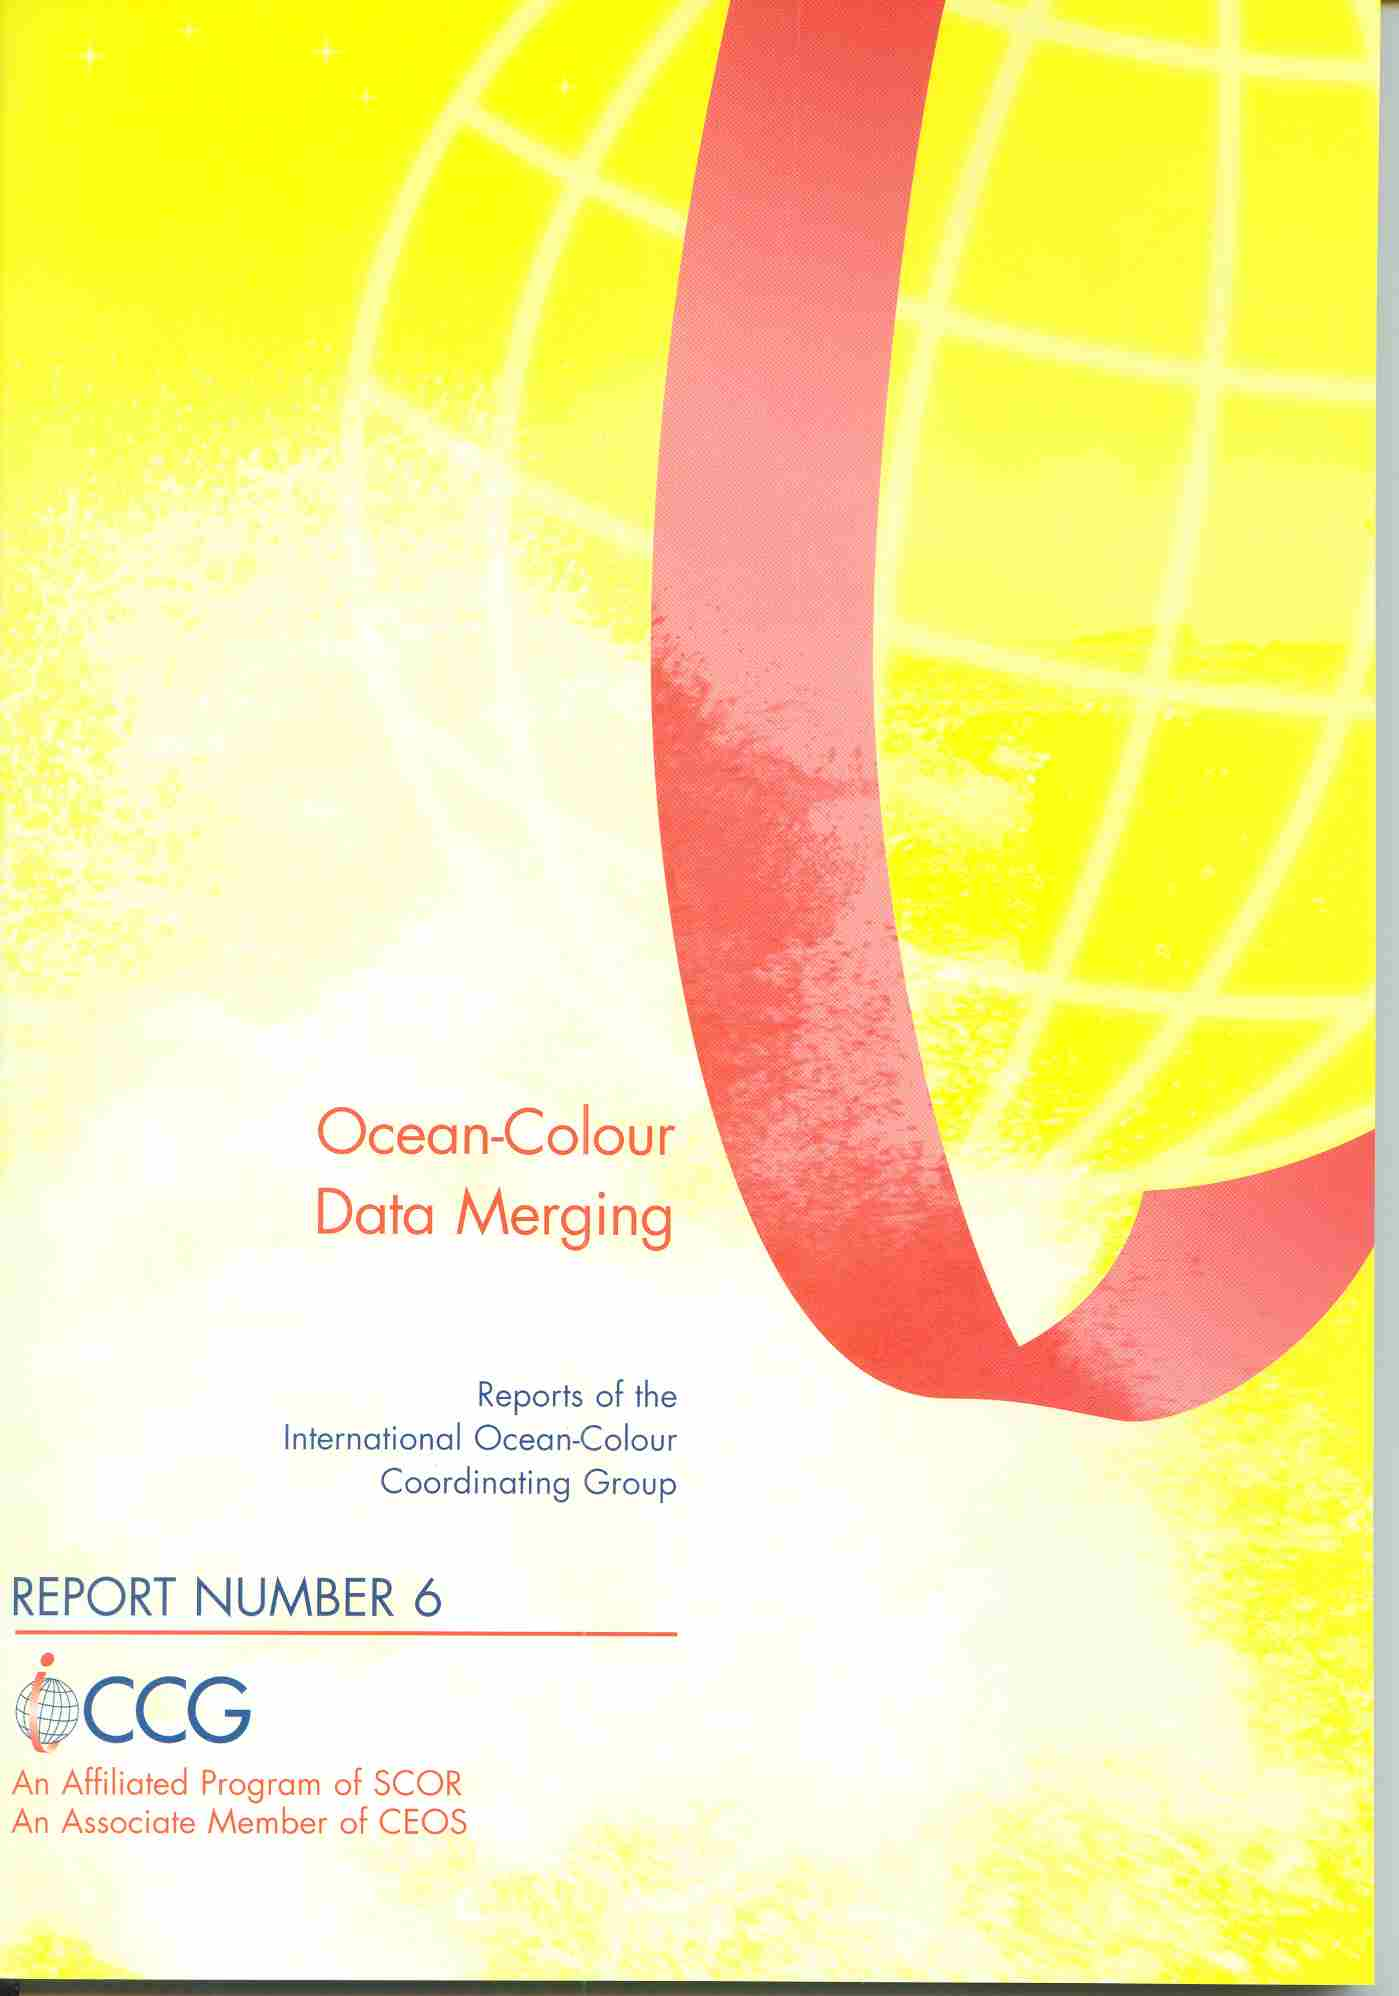 Ocean-Colour
Data Merging
Reports of the
International Ocean-Colour
Coordinating Group
REPORT NUMBER 6
iOCCG
An Affiliated Program of SCOR
An Associate Member of CEOS